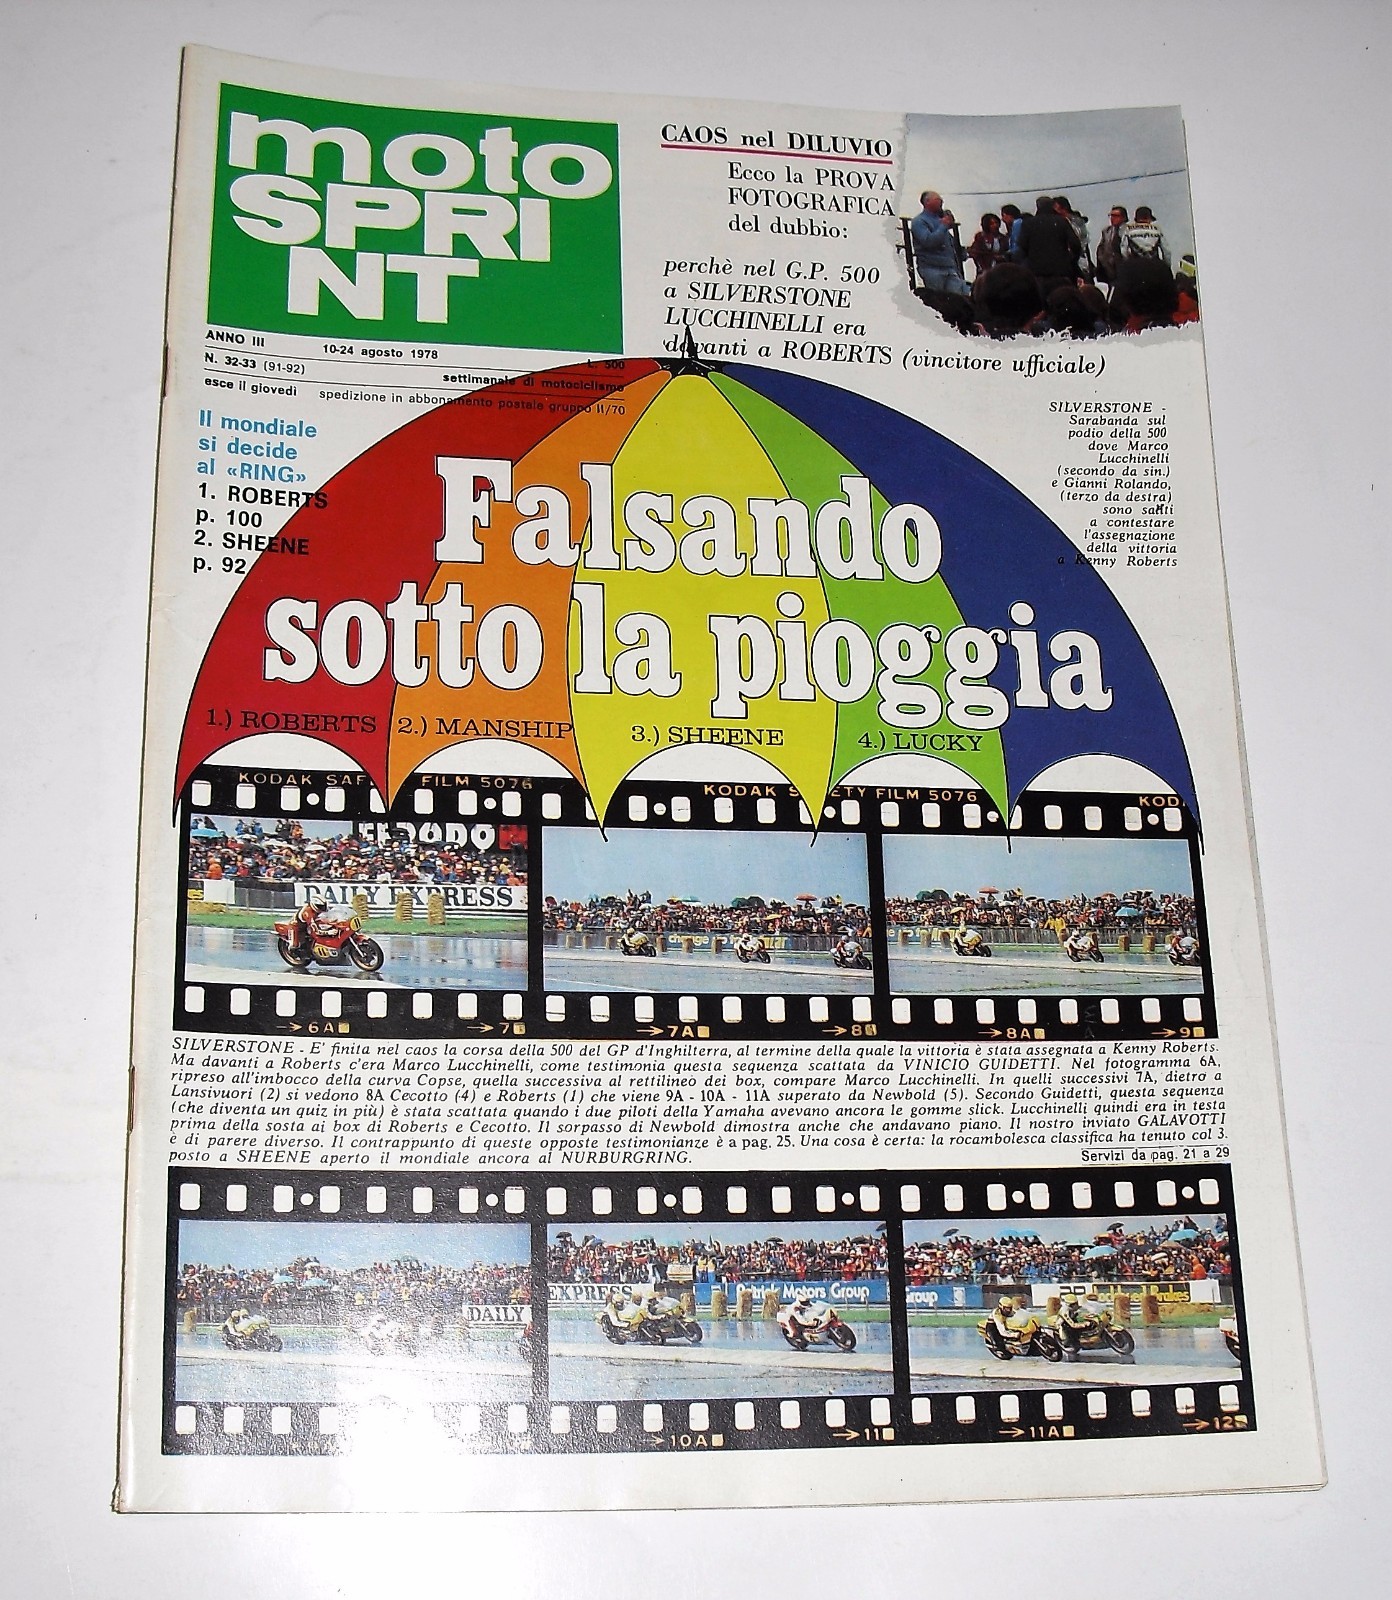 moto
SPRI
NT
ANNO III
10-24 agosto 1978
L. 500
N. 32-33 (91-92)
settimanale di motociclismo
esce il giovedì
spedizione in abbonamento postale gruppo II/70
CAOS nel DILUVIO
Ecco la PROVA
FOTOGRAFICA
del dubbio:
perchè nel G.P. 500
a SILVERSTONE
LUCCHINELLI era
davanti a ROBERTS (vincitore ufficiale)
Il mondiale
si decide
al «RING»
1. ROBERTS
p. 100
2. SHEENE
p. 92
SILVERSTONE -
Sarabanda sul
podio della 500
dove Marco
Lucchinelli
(secondo da sin.)
e Gianni Rolando,
(terzo da destra)
sono saliti
a contestare
l'assegnazione
della vittoria
a Kenny Roberts
Falsando
sotto la pioggia
1.) ROBERTS
2.) MANSHIP
3.) SHEENE
4.) LUCKY
KODAK SAF FILM 5076
KODAK S ETY FILM 5076
KOD
DAILY EXPRESS
→ 6A
→ 7
→ 7A
→ 8
→ 8A
→ 9
SILVERSTONE - E' finita nel caos la corsa della 500 del GP d'Inghilterra, al termine della quale la vittoria è stata assegnata a Kenny Roberts.
Ma davanti a Roberts c'era Marco Lucchinelli, come testimonia questa sequenza scattata da VINICIO GUIDETTI. Nel fotogramma 6A,
ripreso all'imbocco della curva Copse, quella successiva al rettilineo dei box, compare Marco Lucchinelli. In quelli successivi 7A, dietro a
Lansivuori (2) si vedono 8A Cecotto (4) e Roberts (1) che viene 9A - 10A - 11A superato da Newbold (5). Secondo Guidetti, questa sequenza
(che diventa un quiz in più) è stata scattata quando i due piloti della Yamaha avevano ancora le gomme slick. Lucchinelli quindi era in testa
prima della sosta ai box di Roberts e Cecotto. Il sorpasso di Newbold dimostra anche che andavano piano. Il nostro inviato GALAVOTTI
è di parere diverso. Il contrappunto di queste opposte testimonianze è a pag. 25. Una cosa è certa: la rocambolesca classifica ha tenuto col 3.
posto a SHEENE aperto il mondiale ancora al NURBURGRING.
Servizi da pag. 21 a 29
DAILY
EXPRESS
Patrick Motors Group
Group
→ 10A
→ 11
→ 11A
→ 12